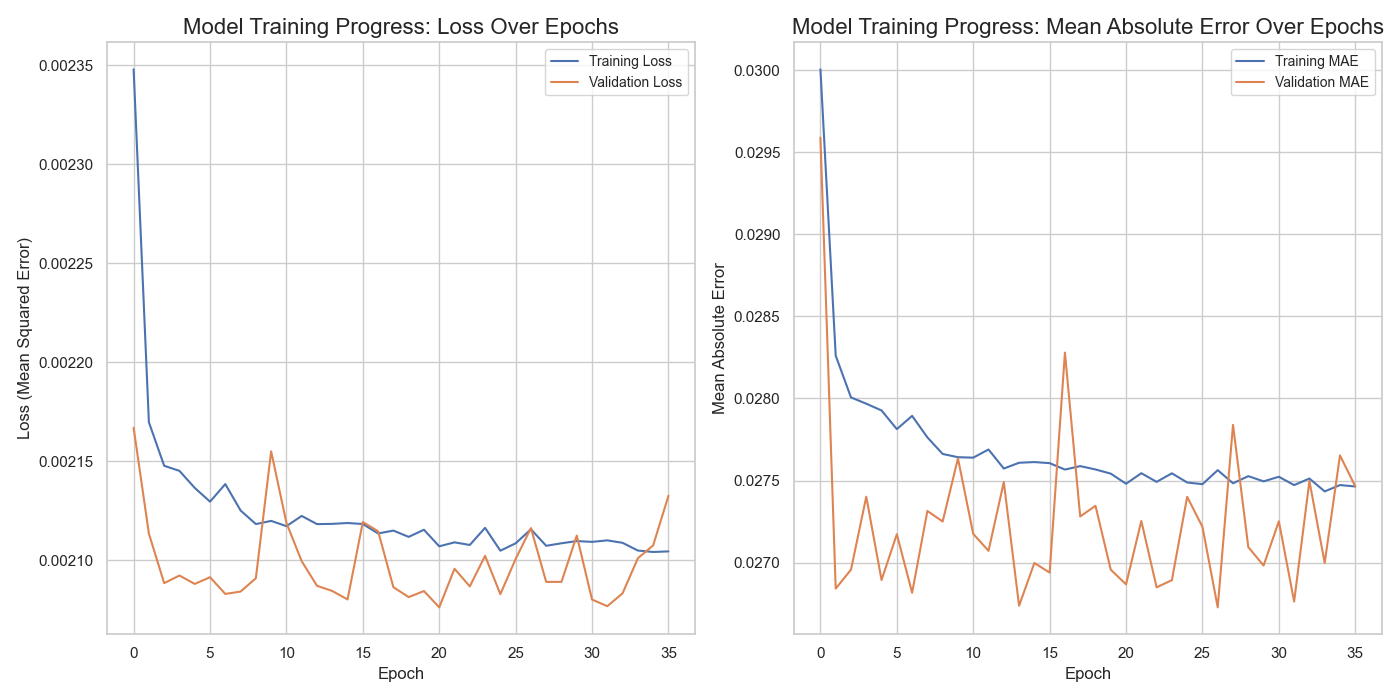 Model Training Progress: Loss Over Epochs
Training Loss
Validation Loss
0.00235
0.00230
0.00225
0.00220
0.00215
0.00210
Loss (Mean Squared Error)
0 5 10 15 20 25 30 35
Epoch
Model Training Progress: Mean Absolute Error Over Epochs
Training MAE
Validation MAE
0.0300
0.0295
0.0290
0.0285
0.0280
0.0275
0.0270
Mean Absolute Error
0 5 10 15 20 25 30 35
Epoch